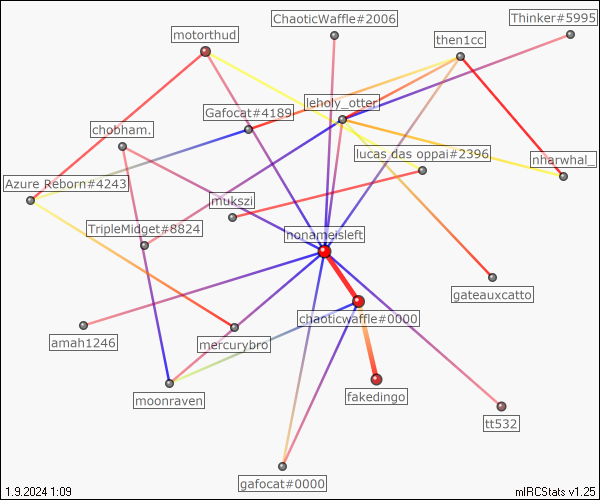 ChaoticWaffle#2006
Thinker#5995
motorthud
then1cc
leholy_otter
Gafocat#4189
chobham.
lucas das oppai#2396
nharwhal_
Azure Reborn#4243
mukszi
TripleMidget#8824
nonameisleft
gateauxcatto
chaoticwaffle#0000
amah1246
mercurybro
moonraven
fakedingo
tt532
gafocat#0000
1.9.2024 1:09
mIRCStats v1.25